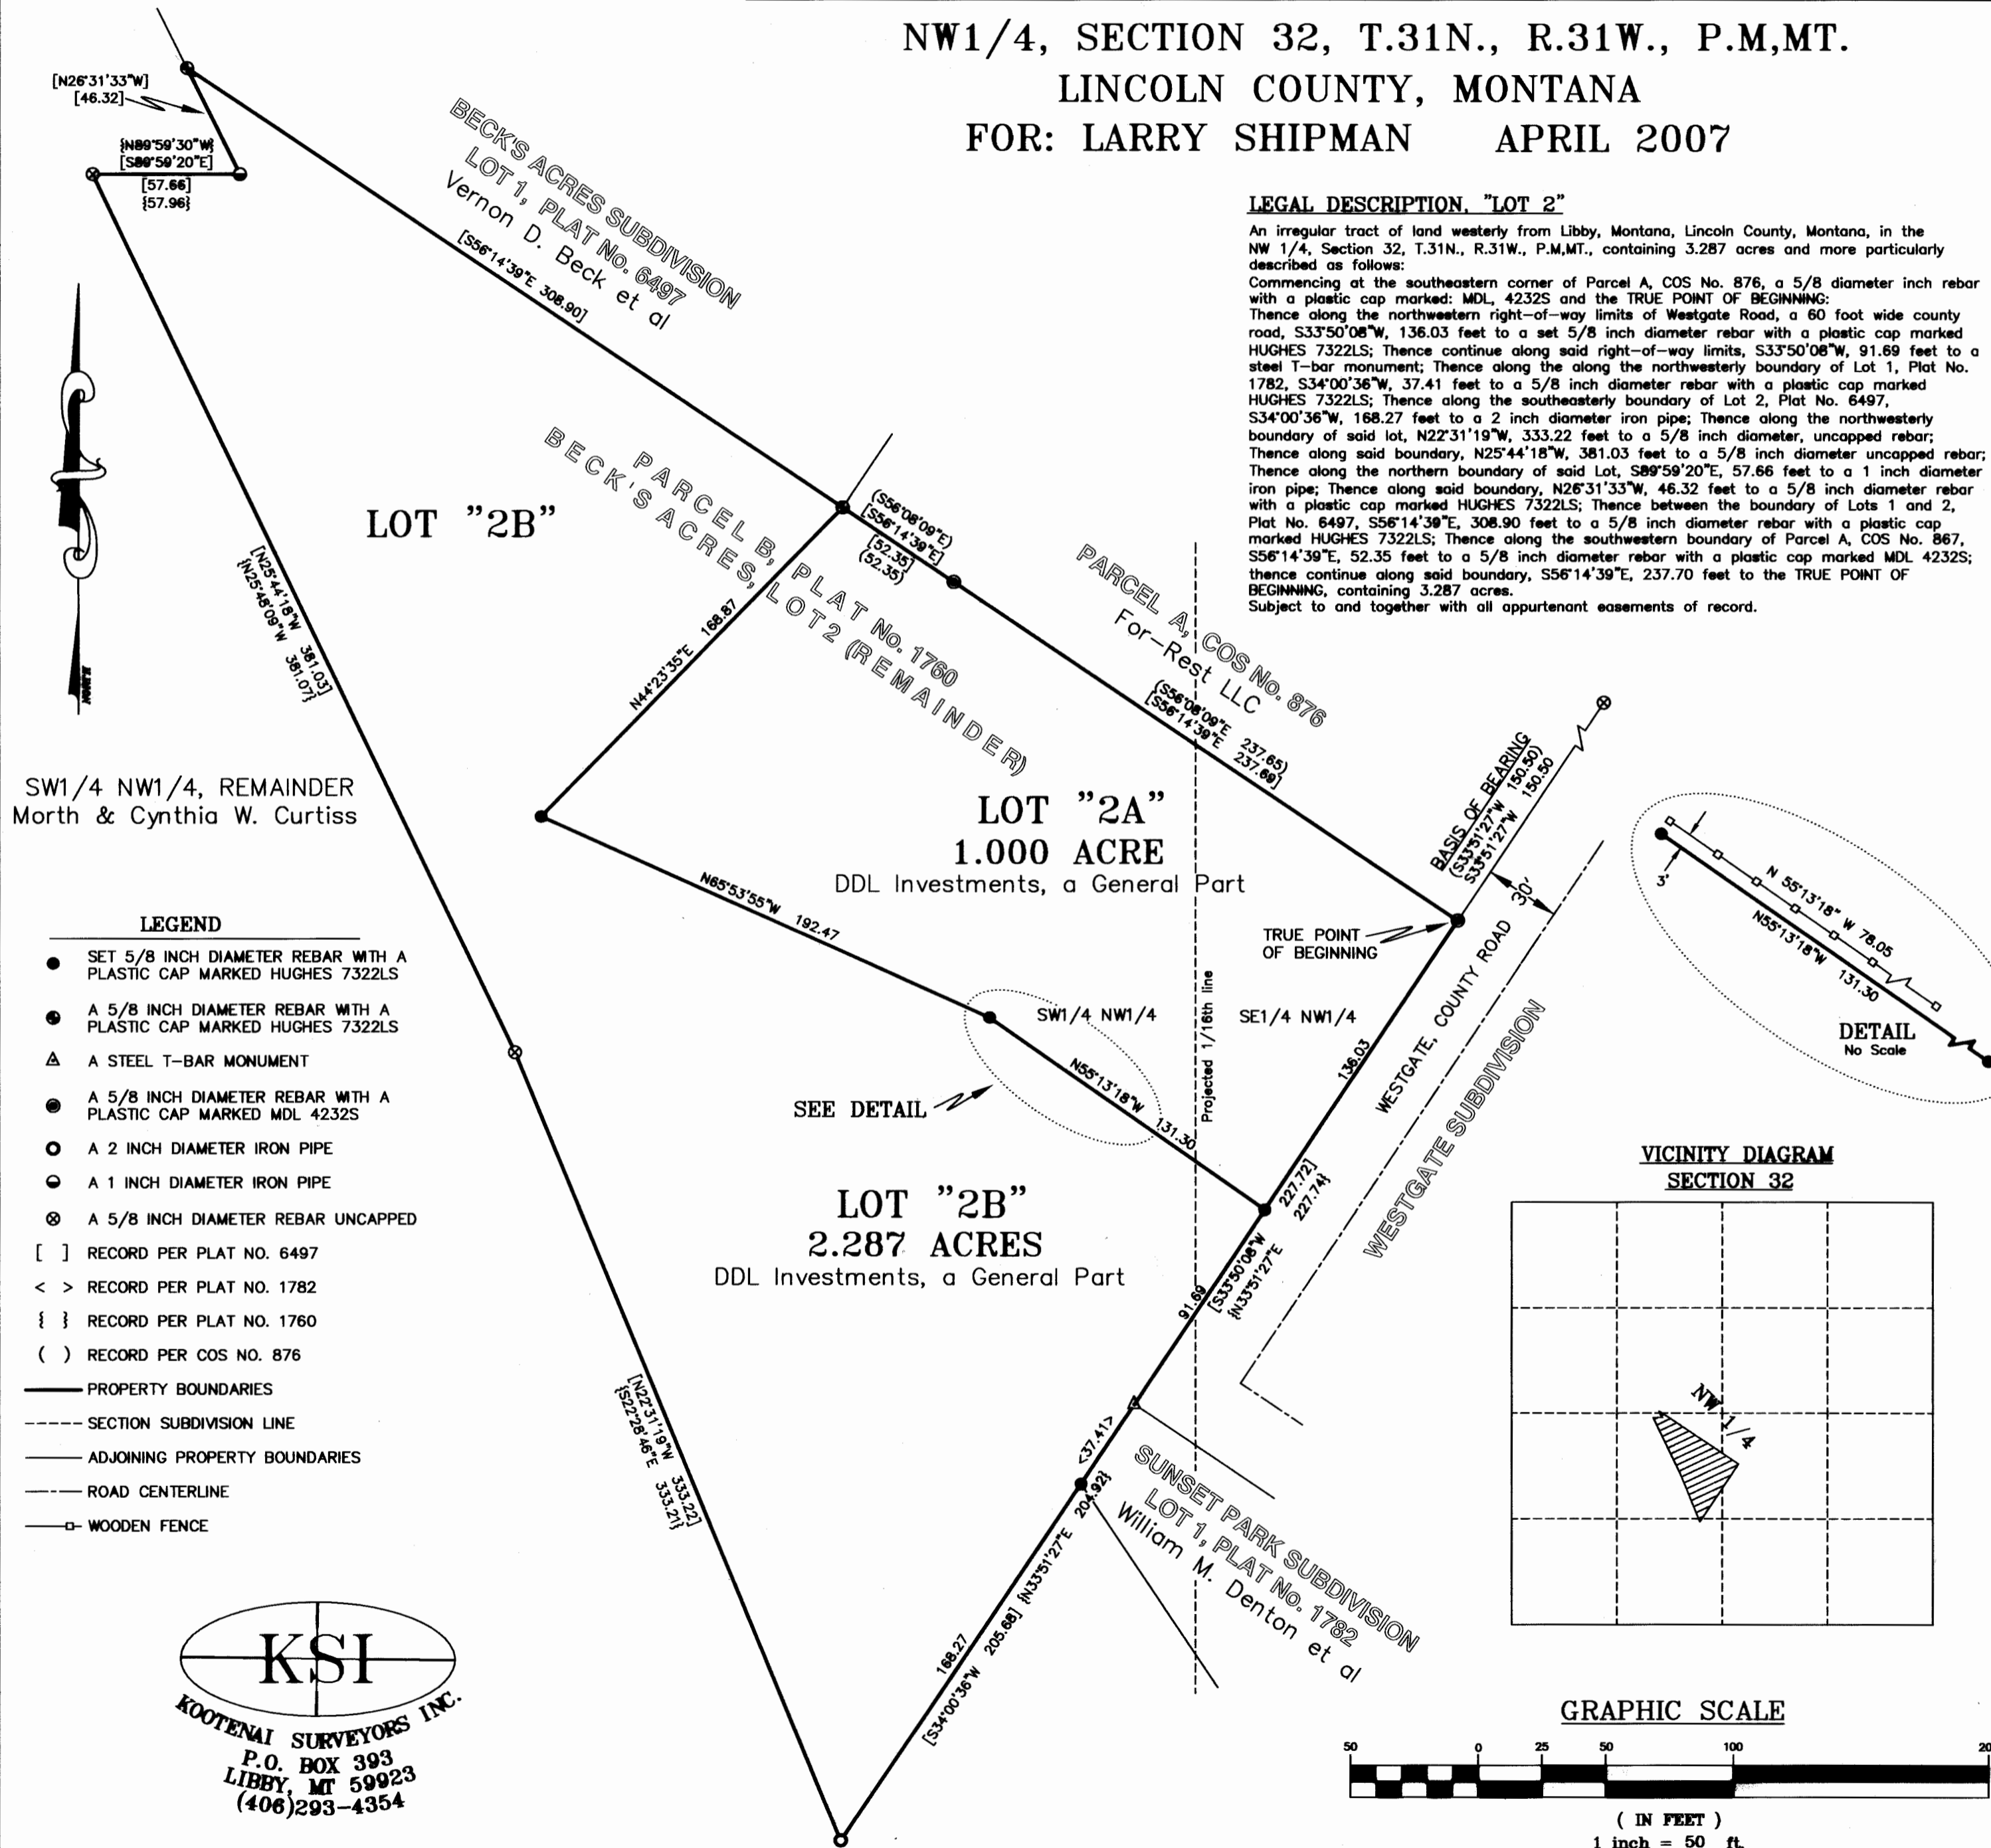 NW1/4, SECTION 32, T.31N., R.31W., P.M,MT.
LINCOLN COUNTY, MONTANA
FOR: LARRY SHIPMAN APRIL 2007
LEGAL DESCRIPTION, "LOT 2"
An irregular tract of land westerly from Libby, Montana, Lincoln County, Montana, in the
NW 1/4, Section 32, T.31N., R.31W., P.M,MT., containing 3.287 acres and more particularly
described as follows:
Commencing at the southeastern corner of Parcel A, COS No. 876, a 5/8 diameter inch rebar
with a plastic cap marked: MDL, 4232S and the TRUE POINT OF BEGINNING:
Thence along the northwestern right-of-way limits of Westgate Road, a 60 foot wide county
road, S33°50'08"W, 136.03 feet to a set 5/8 inch diameter rebar with a plastic cap marked
HUGHES 7322LS; Thence continue along said right-of-way limits, S33°50'08"W, 91.69 feet to a
steel T-bar monument; Thence along the along the northwesterly boundary of Lot 1, Plat No.
1782, S34°00'36"W, 37.41 feet to a 5/8 inch diameter rebar with a plastic cap marked
HUGHES 7322LS; Thence along the southeasterly boundary of Lot 2, Plat No. 6497,
S34°00'36"W, 168.27 feet to a 2 inch diameter iron pipe; Thence along the northwesterly
boundary of said lot, N22°31'19"W, 333.22 feet to a 5/8 inch diameter, uncapped rebar;
Thence along said boundary, N25°44'18"W, 381.03 feet to a 5/8 inch diameter uncapped rebar;
Thence along the northern boundary of said Lot, S89°59'20"E, 57.66 feet to a 1 inch diameter
iron pipe; Thence along said boundary, N26°31'33"W, 46.32 feet to a 5/8 inch diameter rebar
with a plastic cap marked HUGHES 7322LS; Thence between the boundary of Lots 1 and 2,
Plat No. 6497, S56°14'39"E, 308.90 feet to a 5/8 inch diameter rebar with a plastic cap
marked HUGHES 7322LS; Thence along the southwestern boundary of Parcel A, COS No. 867,
S56°14'39"E, 52.35 feet to a 5/8 inch diameter rebar with a plastic cap marked MDL 4232S;
thence continue along said boundary, S56°14'39"E, 237.70 feet to the TRUE POINT OF
BEGINNING, containing 3.287 acres.
Subject to and together with all appurtenant easements of record.
[N26°31'33"W]
[46.32]
{N89°59'30"W}
[S89°59'20"E]
[57.66]
{57.96}
BECK'S ACRES SUBDIVISION
LOT 1, PLAT No. 6497
Vernon D. Beck et al
[S56°14'39"E 308.90]
LOT "2B"
PARCEL B, PLAT No. 1760
BECK'S ACRES, LOT 2 (REMAINDER)
(S56°08'09"E)
[S56°14'39"E]
[52.35]
(52.35)
PARCEL A, COS No. 876
For-Rest LLC
(S56°08'09"E 237.65)
[S56°14'39"E 237.69]
[N25°44'18"W 381.03]
{N25°48'09"W 381.07}
N44°23'35"E 168.87
SW1/4 NW1/4, REMAINDER
Morth & Cynthia W. Curtiss
LOT "2A"
1.000 ACRE
DDL Investments, a General Part
N65°53'55"W 192.47
BASIS OF BEARING
(S33°51'27"W 150.50)
S33°51'27"W 150.50
30'
TRUE POINT
OF BEGINNING
WESTGATE, COUNTY ROAD
WESTGATE SUBDIVISION
Projected 1/16th line
SW1/4 NW1/4
SE1/4 NW1/4
136.03
SEE DETAIL
N55°13'18"W 131.30
3'
N 55°13'18" W 78.05
N55°13'18"W 131.30
DETAIL
No Scale
LEGEND
SET 5/8 INCH DIAMETER REBAR WITH A
PLASTIC CAP MARKED HUGHES 7322LS
A 5/8 INCH DIAMETER REBAR WITH A
PLASTIC CAP MARKED HUGHES 7322LS
A STEEL T-BAR MONUMENT
A 5/8 INCH DIAMETER REBAR WITH A
PLASTIC CAP MARKED MDL 4232S
A 2 INCH DIAMETER IRON PIPE
A 1 INCH DIAMETER IRON PIPE
A 5/8 INCH DIAMETER REBAR UNCAPPED
[ ] RECORD PER PLAT NO. 6497
< > RECORD PER PLAT NO. 1782
{ } RECORD PER PLAT NO. 1760
( ) RECORD PER COS NO. 876
PROPERTY BOUNDARIES
SECTION SUBDIVISION LINE
ADJOINING PROPERTY BOUNDARIES
ROAD CENTERLINE
WOODEN FENCE
LOT "2B"
2.287 ACRES
DDL Investments, a General Part
227.72]
227.74}
[S33°50'08"W
{N33°51'27"E
91.69
<37.41>
[N22°31'19"W 333.22]
{S22°28'46"E 333.21}
168.27
[S34°00'36"W 205.68] {N33°51'27"E 204.92}
SUNSET PARK SUBDIVISION
LOT 1, PLAT No. 1782
William M. Denton et al
VICINITY DIAGRAM
SECTION 32
NW 1/4
KSI
KOOTENAI SURVEYORS INC.
P.O. BOX 393
LIBBY, MT 59923
(406)293-4354
GRAPHIC SCALE
50 0 25 50 100 20
( IN FEET )
1 inch = 50 ft.